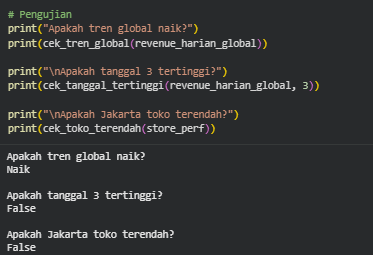 # Pengujian
print("Apakah tren global naik?")
print(cek_tren_global(revenue_harian_global))
print("\nApakah tanggal 3 tertinggi?")
print(cek_tanggal_tertinggi(revenue_harian_global, 3))
print("\nApakah Jakarta toko terendah?")
print(cek_toko_terendah(store_perf))
Apakah tren global naik?
Naik
Apakah tanggal 3 tertinggi?
False
Apakah Jakarta toko terendah?
False